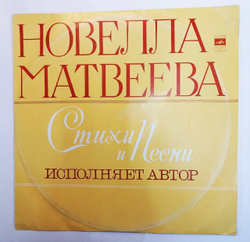 НОВЕЛЛА
МАТВЕЕВА
Стихи
и Песни
ИСПОЛНЯЕТ АВТОР